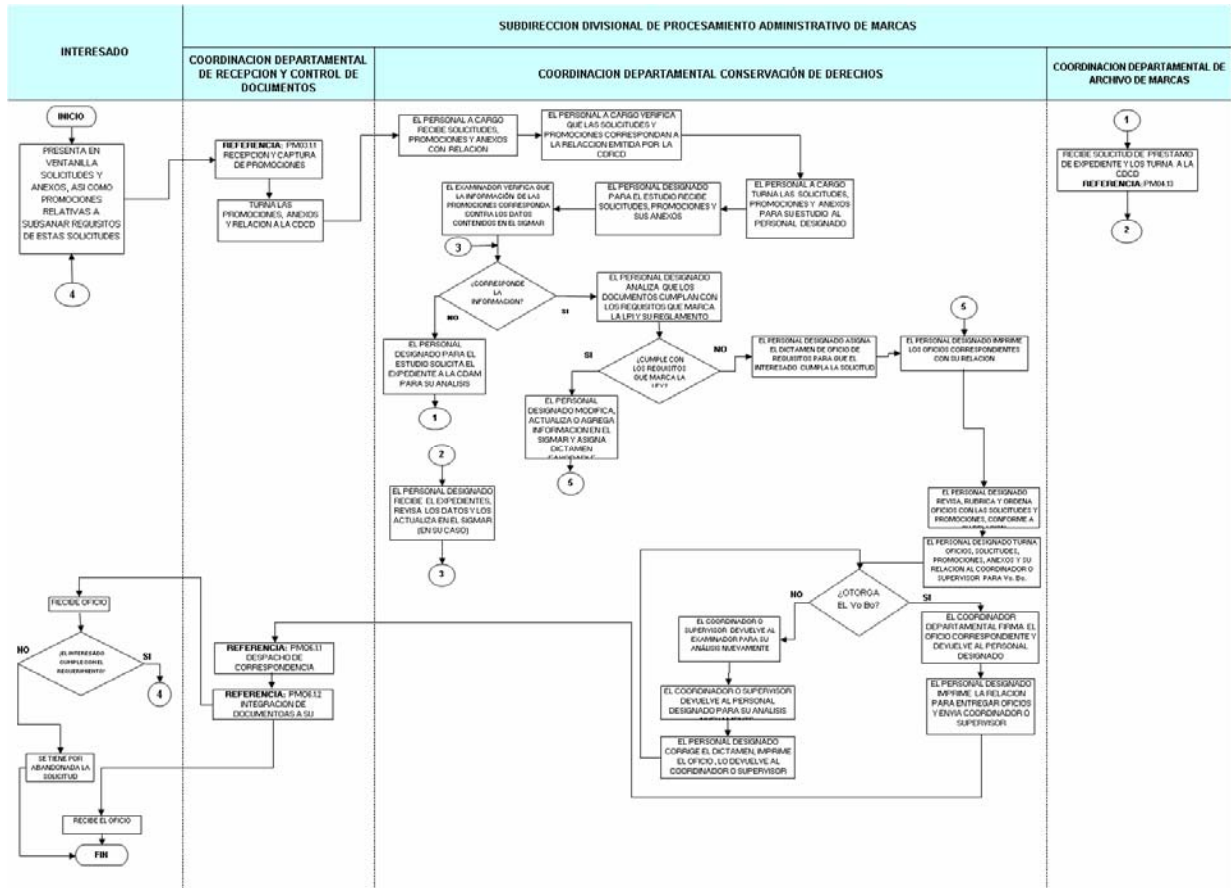 SUBDIRECCION DIVISIONAL DE PROCESAMIENTO ADMINISTRATIVO DE MARCAS
INTERESADO
COORDINACION DEPARTAMENTAL
DE RECEPCION Y CONTROL DE
DOCUMENTOS
COORDINACION DEPARTAMENTAL CONSERVACIÓN DE DERECHOS
COORDINACION DEPARTAMENTAL DE
ARCHIVO DE MARCAS
INICIO
PRESENTA EN
VENTANILLA
SOLICITUDES Y
ANEXOS, ASI COMO
PROMOCIONES
RELATIVAS A
SUBSANAR REQUISITOS
DE ESTAS SOLICITUDES
4
REFERENCIA: PM03.1.1
RECEPCION Y CAPTURA
DE PROMOCIONES
TURNA LAS
PROMOCIONES, ANEXOS
Y RELACION A LA CDCD
EL PERSONAL A CARGO
RECIBE SOLICITUDES,
PROMOCIONES Y ANEXOS
CON RELACION
EL PERSONAL A CARGO VERIFICA
QUE LAS SOLICITUDES Y
PROMOCIONES CORRESPONDAN A
LA RELACCION EMITIDA POR LA
CDRCD
EL PERSONAL A CARGO
TURNA LAS SOLICITUDES,
PROMOCIONES Y ANEXOS
PARA SU ESTUDIO AL
PERSONAL DESIGNADO
EL PERSONAL DESIGNADO
PARA EL ESTUDIO RECIBE
SOLICITUDES, PROMOCIONES Y
SUS ANEXOS
EL EXAMINADOR VERIFICA QUE
LA INFORMACIÓN DE LAS
PROMOCIONES CORRESPONDA
CONTRA LOS DATOS
CONTENIDOS EN EL SIGMAR
3
¿CORRESPONDE
LA
INFORMACION?
NO
SI
EL PERSONAL DESIGNADO
ANALIZA QUE LOS
DOCUMENTOS CUMPLAN CON
LOS REQUISITOS QUE MARCA
LA LPI Y SU REGLAMENTO
EL PERSONAL
DESIGNADO PARA EL
ESTUDIO SOLICITA EL
EXPEDIENTE A LA CDAM
PARA SU ANALISIS
1
SI
¿CUMPLE CON
LOS REQUISITOS
QUE MARCA LA
LEY?
NO
EL PERSONAL DESIGNADO ASIGNA
EL DICTAMEN DE OFICIO DE
REQUISITOS PARA QUE EL
INTERESADO CUMPLA LA SOLICITUD
5
EL PERSONAL DESIGNADO IMPRIME
LOS OFICIOS CORRESPONDIENTES
CON SU RELACION
EL PERSONAL
DESIGNADO MODIFICA,
ACTUALIZA O AGREGA
INFORMACION EN EL
SIGMAR Y ASIGNA
DICTAMEN
5
2
EL PERSONAL DESIGNADO
RECIBE EL EXPEDIENTES,
REVISA LOS DATOS Y LOS
ACTUALIZA EN EL SIGMAR
(EN SU CASO)
3
EL PERSONAL DESIGNADO
REVISA, RUBRICA Y ORDENA
OFICIOS CON LAS SOLICITUDES Y
PROMOCIONES, CONFORME A
EL PERSONAL DESIGNADO TURNA
OFICIOS, SOLICITUDES,
PROMOCIONES, ANEXOS Y SU
RELACION AL COORDINADOR O
SUPERVISOR PARA Vo. Bo.
¿OTORGA
EL Vo Bo?
NO
SI
EL COORDINADOR
DEPARTAMENTAL FIRMA EL
OFICIO CORRESPONDIENTE Y
DEVUELVE AL PERSONAL
DESIGNADO
EL PERSONAL DESIGNADO
IMPRIME LA RELACION
PARA ENTREGAR OFICIOS
Y ENVIA COORDINADOR O
SUPERVISOR
EL COORDINADOR O
SUPERVISOR DEVUELVE AL
EXAMINADOR PARA SU
ANÁLISIS NUEVAMENTE
EL COORDINADOR O SUPERVISOR
DEVUELVE AL PERSONAL
DESIGNADO PARA SU ANALISIS
EL PERSONAL DESIGNADO
CORRIGE EL DICTAMEN, IMPRIME
EL OFICIO , LO DEVUELVE AL
COORDINADOR O SUPERVISOR
1
RECIBE SOLICITUD DE PRESTAMO
DE EXPEDIENTE Y LOS TURNA A LA
CDCD
REFERENCIA: PM04.13
2
REFERENCIA: PM06.1.1
DESPACHO DE
CORRESPONDENCIA
REFERENCIA: PM06.1.2
INTEGRACION DE
DOCUMENTOAS A SU
RECIBE OFICIO
¿EL INTERESADO
CUMPLE CON EL
REQUERIMIENTO?
NO
SI
4
SE TIENE POR
ABANDONADA LA
SOLICITUD
RECIBE EL OFICIO
FIN